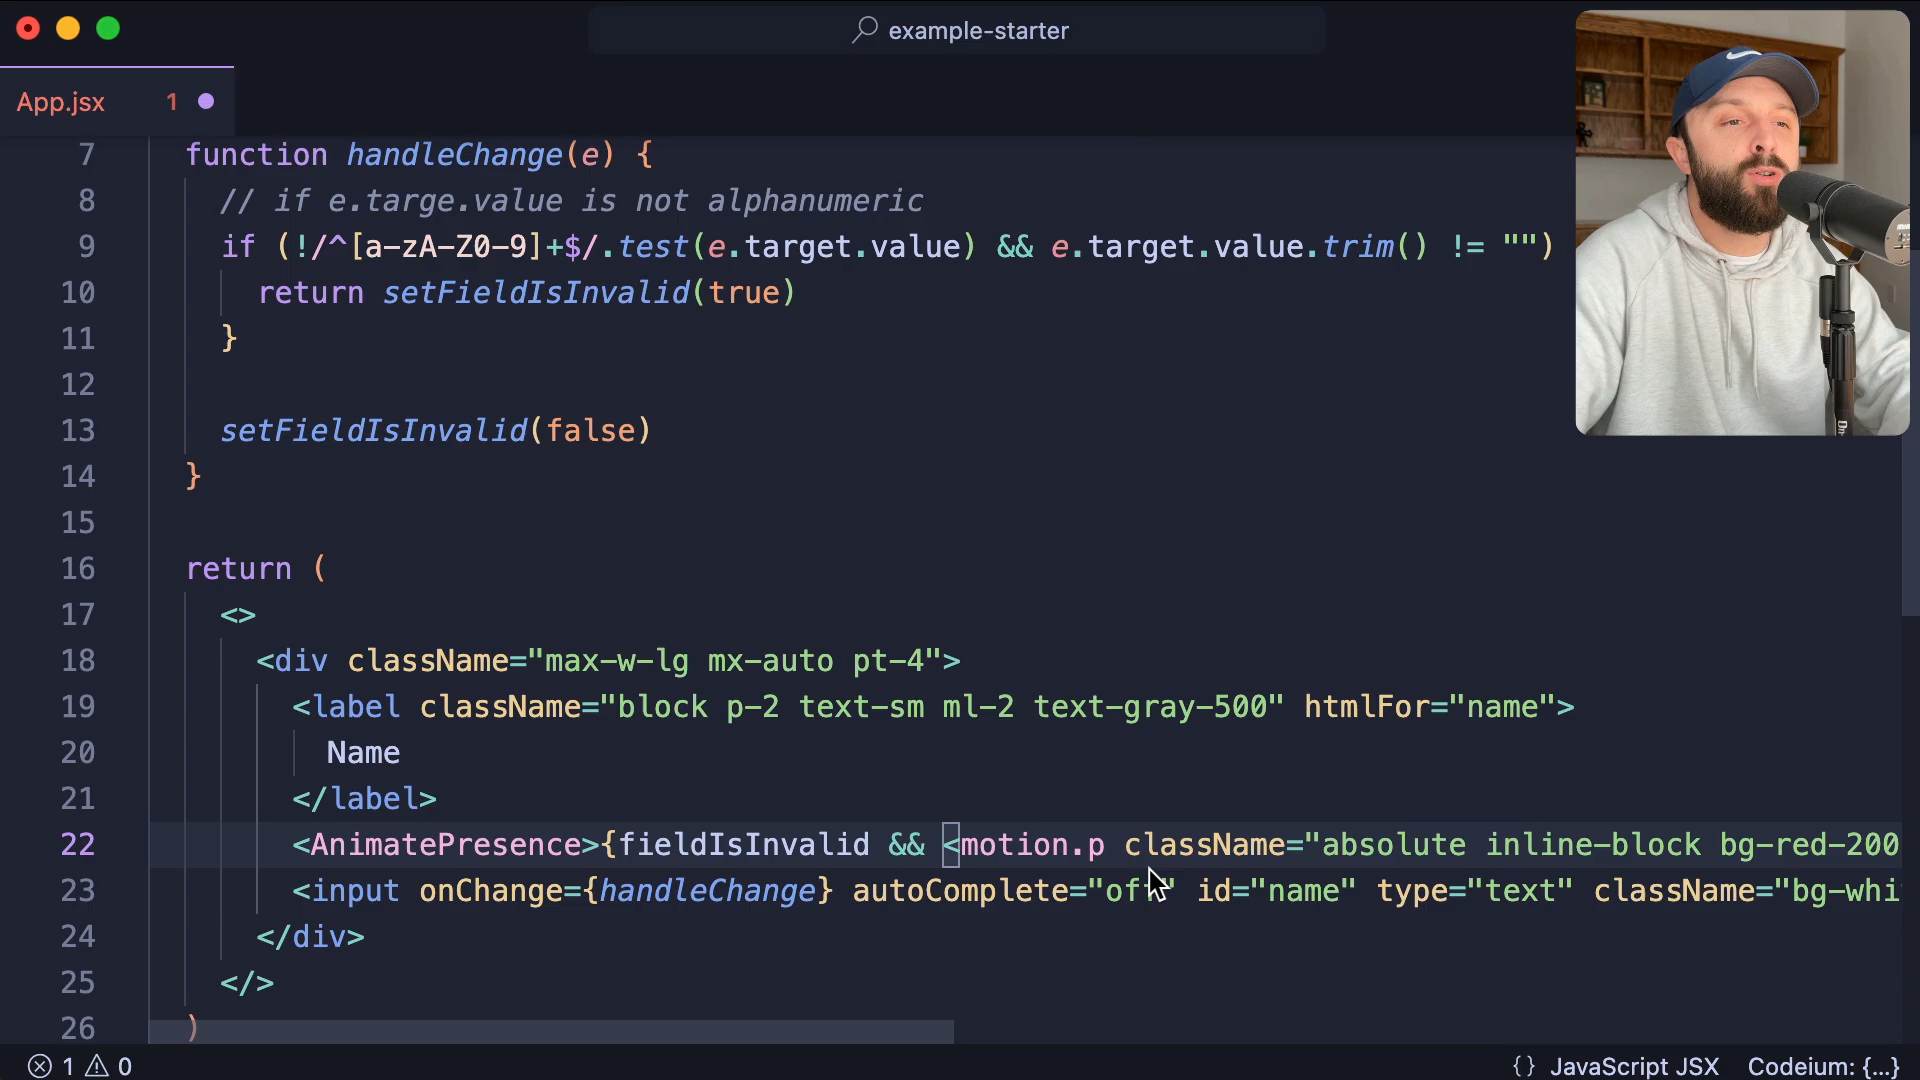 example-starter
App.jsx 1
7 function handleChange(e) {
8 // if e.targe.value is not alphanumeric
9 if (!/^[a-zA-Z0-9]+$/.test(e.target.value) && e.target.value.trim() != "")
10 return setFieldIsInvalid(true)
11 }
12
13 setFieldIsInvalid(false)
14 }
15
16 return (
17 <>
18 <div className="max-w-lg mx-auto pt-4">
19 <label className="block p-2 text-sm ml-2 text-gray-500" htmlFor="name">
20 Name
21 </label>
22 <AnimatePresence>{fieldIsInvalid && <motion.p className="absolute inline-block bg-red-200
23 <input onChange={handleChange} autoComplete="off" id="name" type="text" className="bg-whi
24 </div>
25 </>
26 )
1 0 {} JavaScript JSX Codeium: {...}